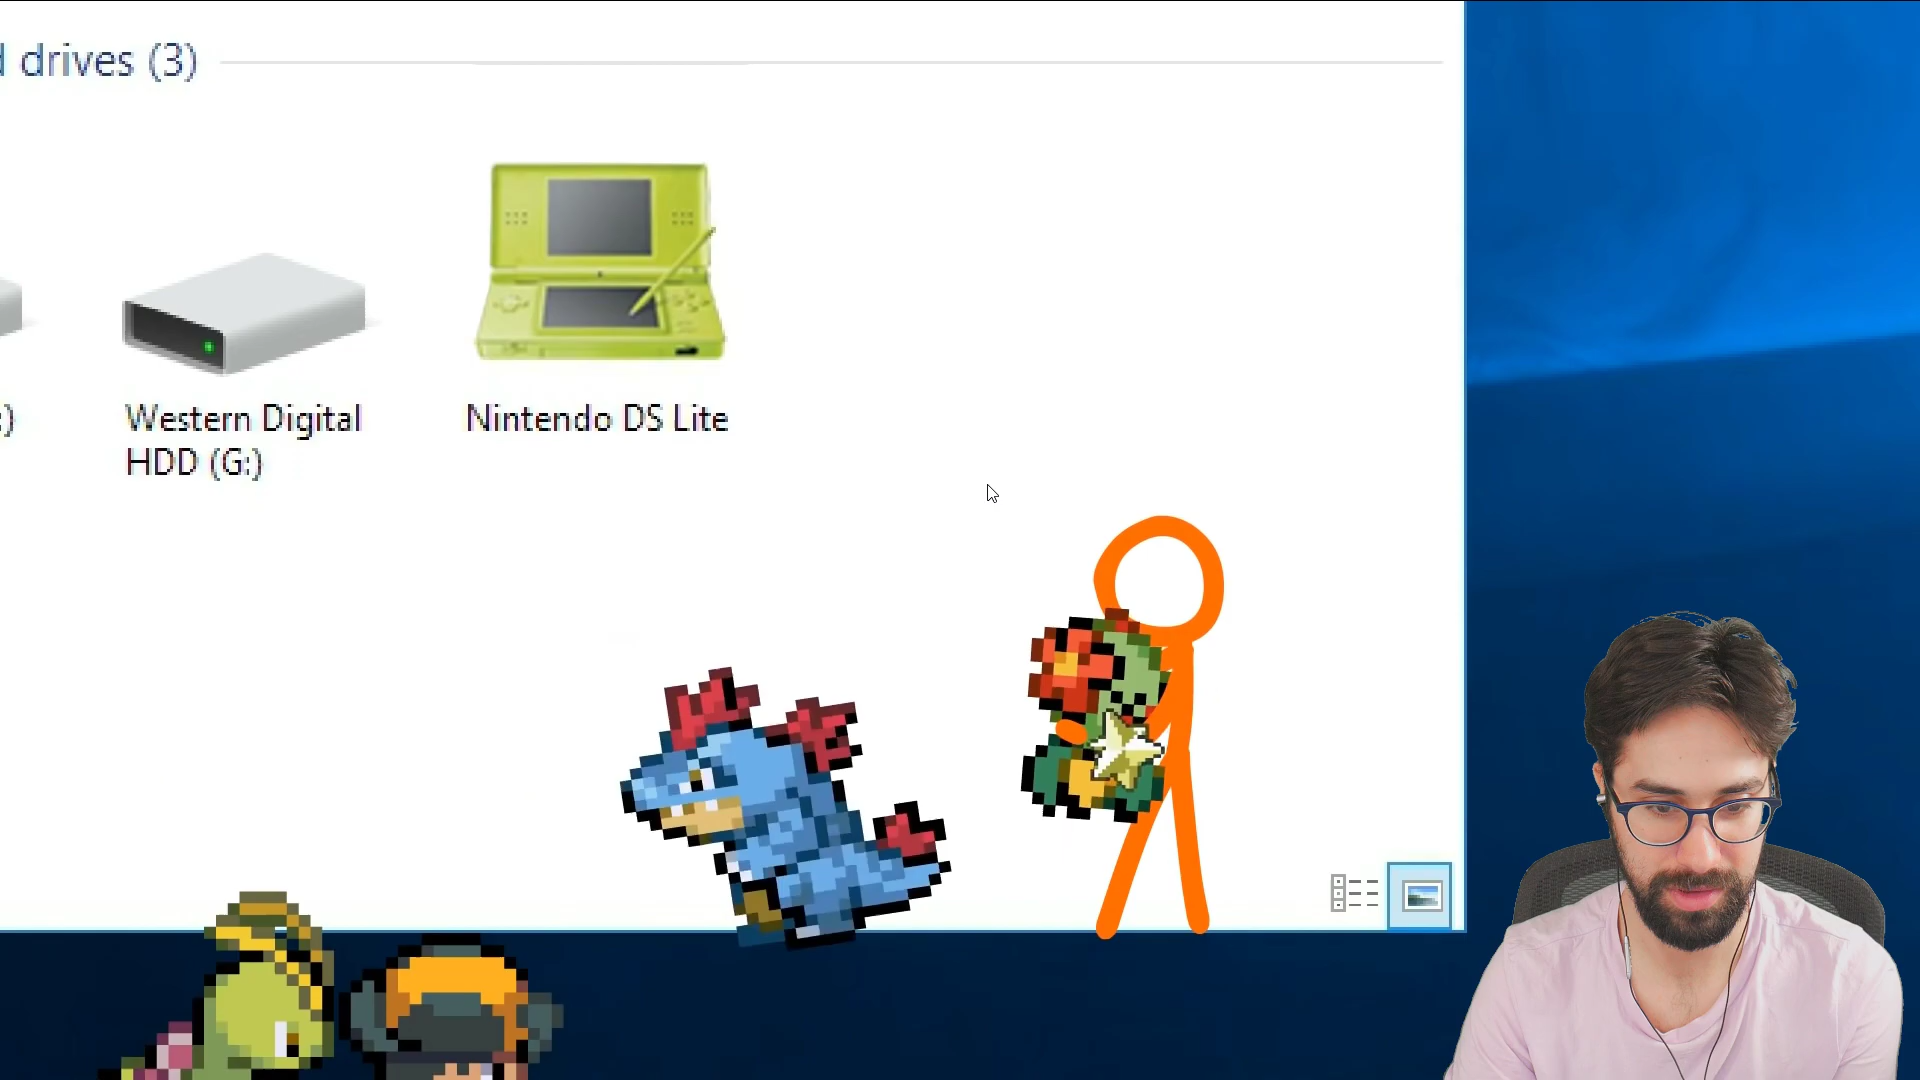 d drives (3)
:)
Western Digital
HDD (G:)
Nintendo DS Lite